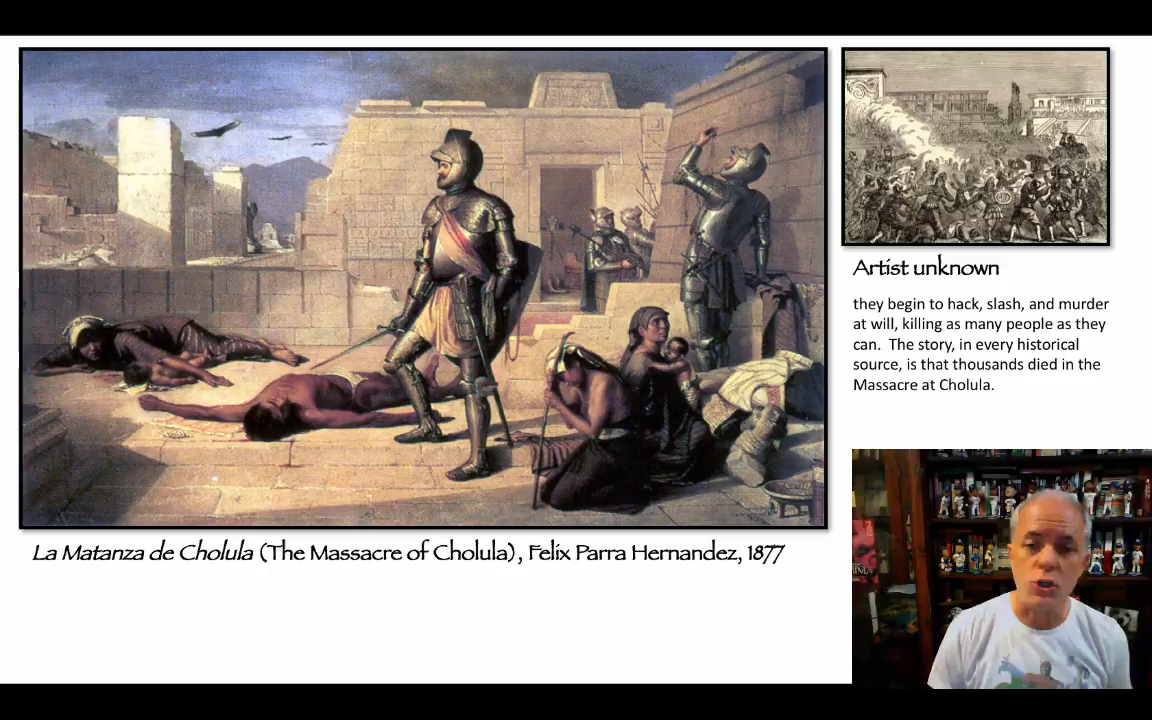 La Matanza de Cholula (The Massacre of Cholula), Felix Parra Hernandez, 1877
Artist unknown
they begin to hack, slash, and murder
at will, killing as many people as they
can.  The story, in every historical
source, is that thousands died in the
Massacre at Cholula.